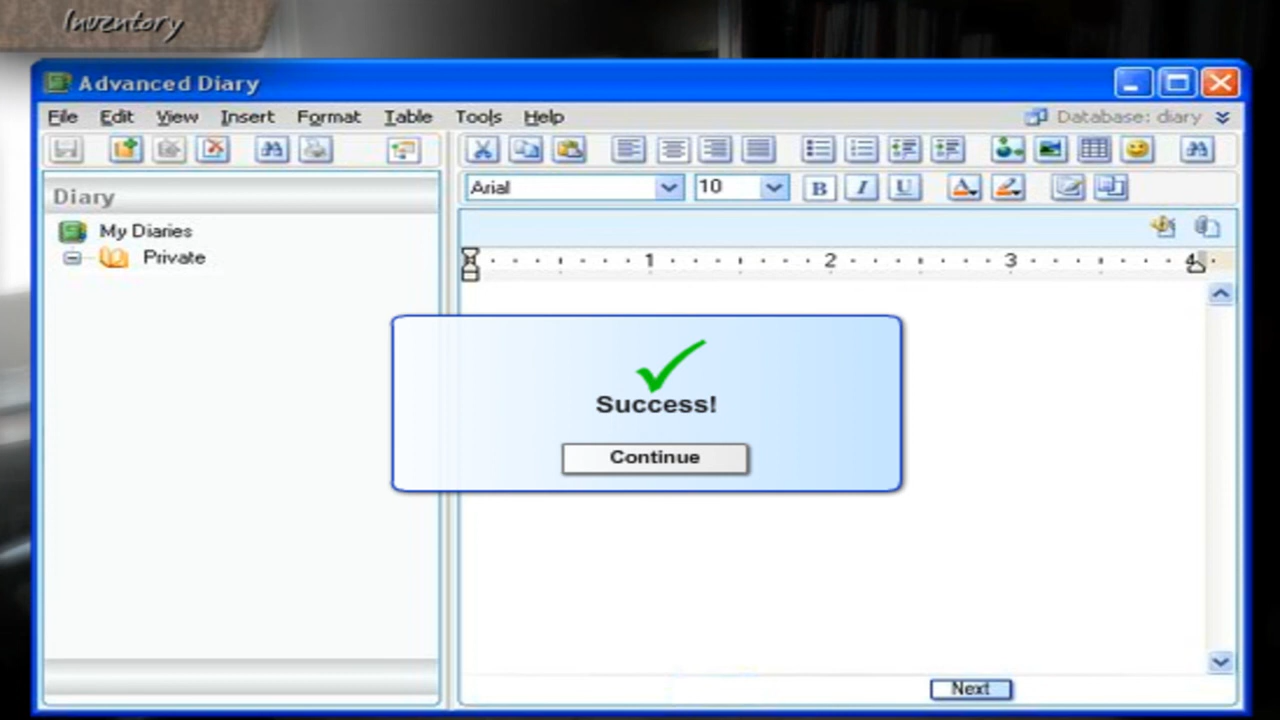 Inventory
Advanced Diary
File Edit View Insert Format Table Tools Help Database: diary
Arial 10 B I U
Diary
My Diaries
Private
1 2 3 4
Success!
Continue
Next